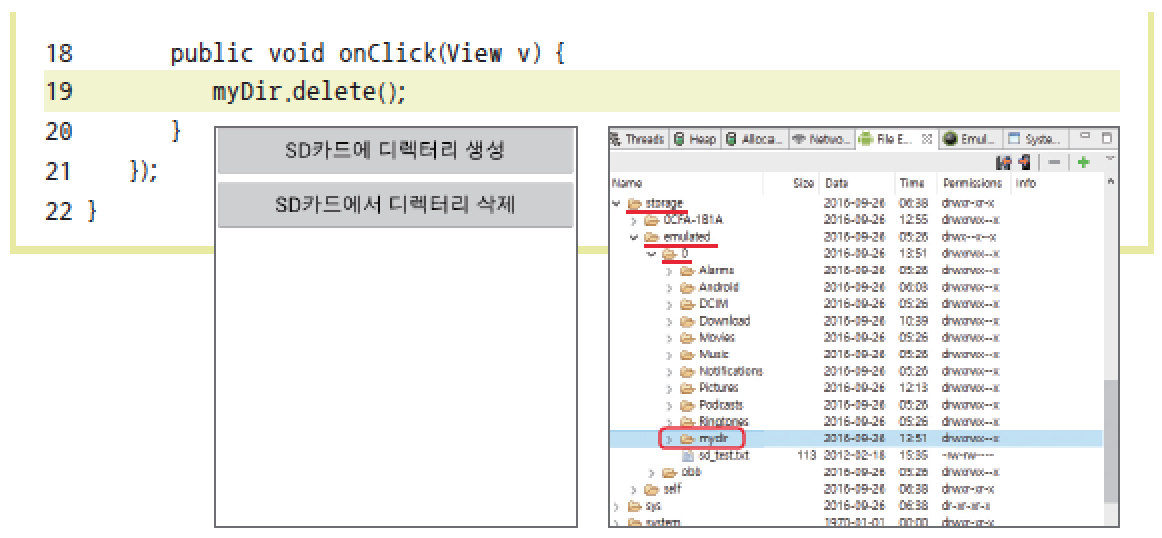 18 public void onClick(View v) {
19 myDir.delete();
20 }
21 });
22 }
SD카드에 디렉터리 생성
SD카드에서 디렉터리 삭제
Threads Heap Alloca... Netwo... File E... Emul... Syste...
Name Size Date Time Permissions Info
storage 2016-09-26 06:38 drwxr-xr-x
0CFA-181A 2016-09-26 12:55 drwxrwx--x
emulated 2016-09-26 05:26 drwx--x--x
0 2016-09-26 13:51 drwxrwx--x
Alarms 2016-09-26 05:26 drwxrwx--x
Android 2016-09-26 06:03 drwxrwx--x
DCIM 2016-09-26 05:26 drwxrwx--x
Download 2016-09-26 10:39 drwxrwx--x
Movies 2016-09-26 05:26 drwxrwx--x
Music 2016-09-26 05:26 drwxrwx--x
Notifications 2016-09-26 05:26 drwxrwx--x
Pictures 2016-09-26 12:13 drwxrwx--x
Podcasts 2016-09-26 05:26 drwxrwx--x
Ringtones 2016-09-26 05:26 drwxrwx--x
mydir 2016-09-26 13:51 drwxrwx--x
sd_test.txt 113 2012-02-18 15:35 -rw-rw----
obb 2016-09-26 05:26 drwxrwx--x
self 2016-09-26 06:38 drwxr-xr-x
sys 2016-09-26 06:38 dr-xr-xr-x
system 1970-01-01 00:00 drwxr-xr-x